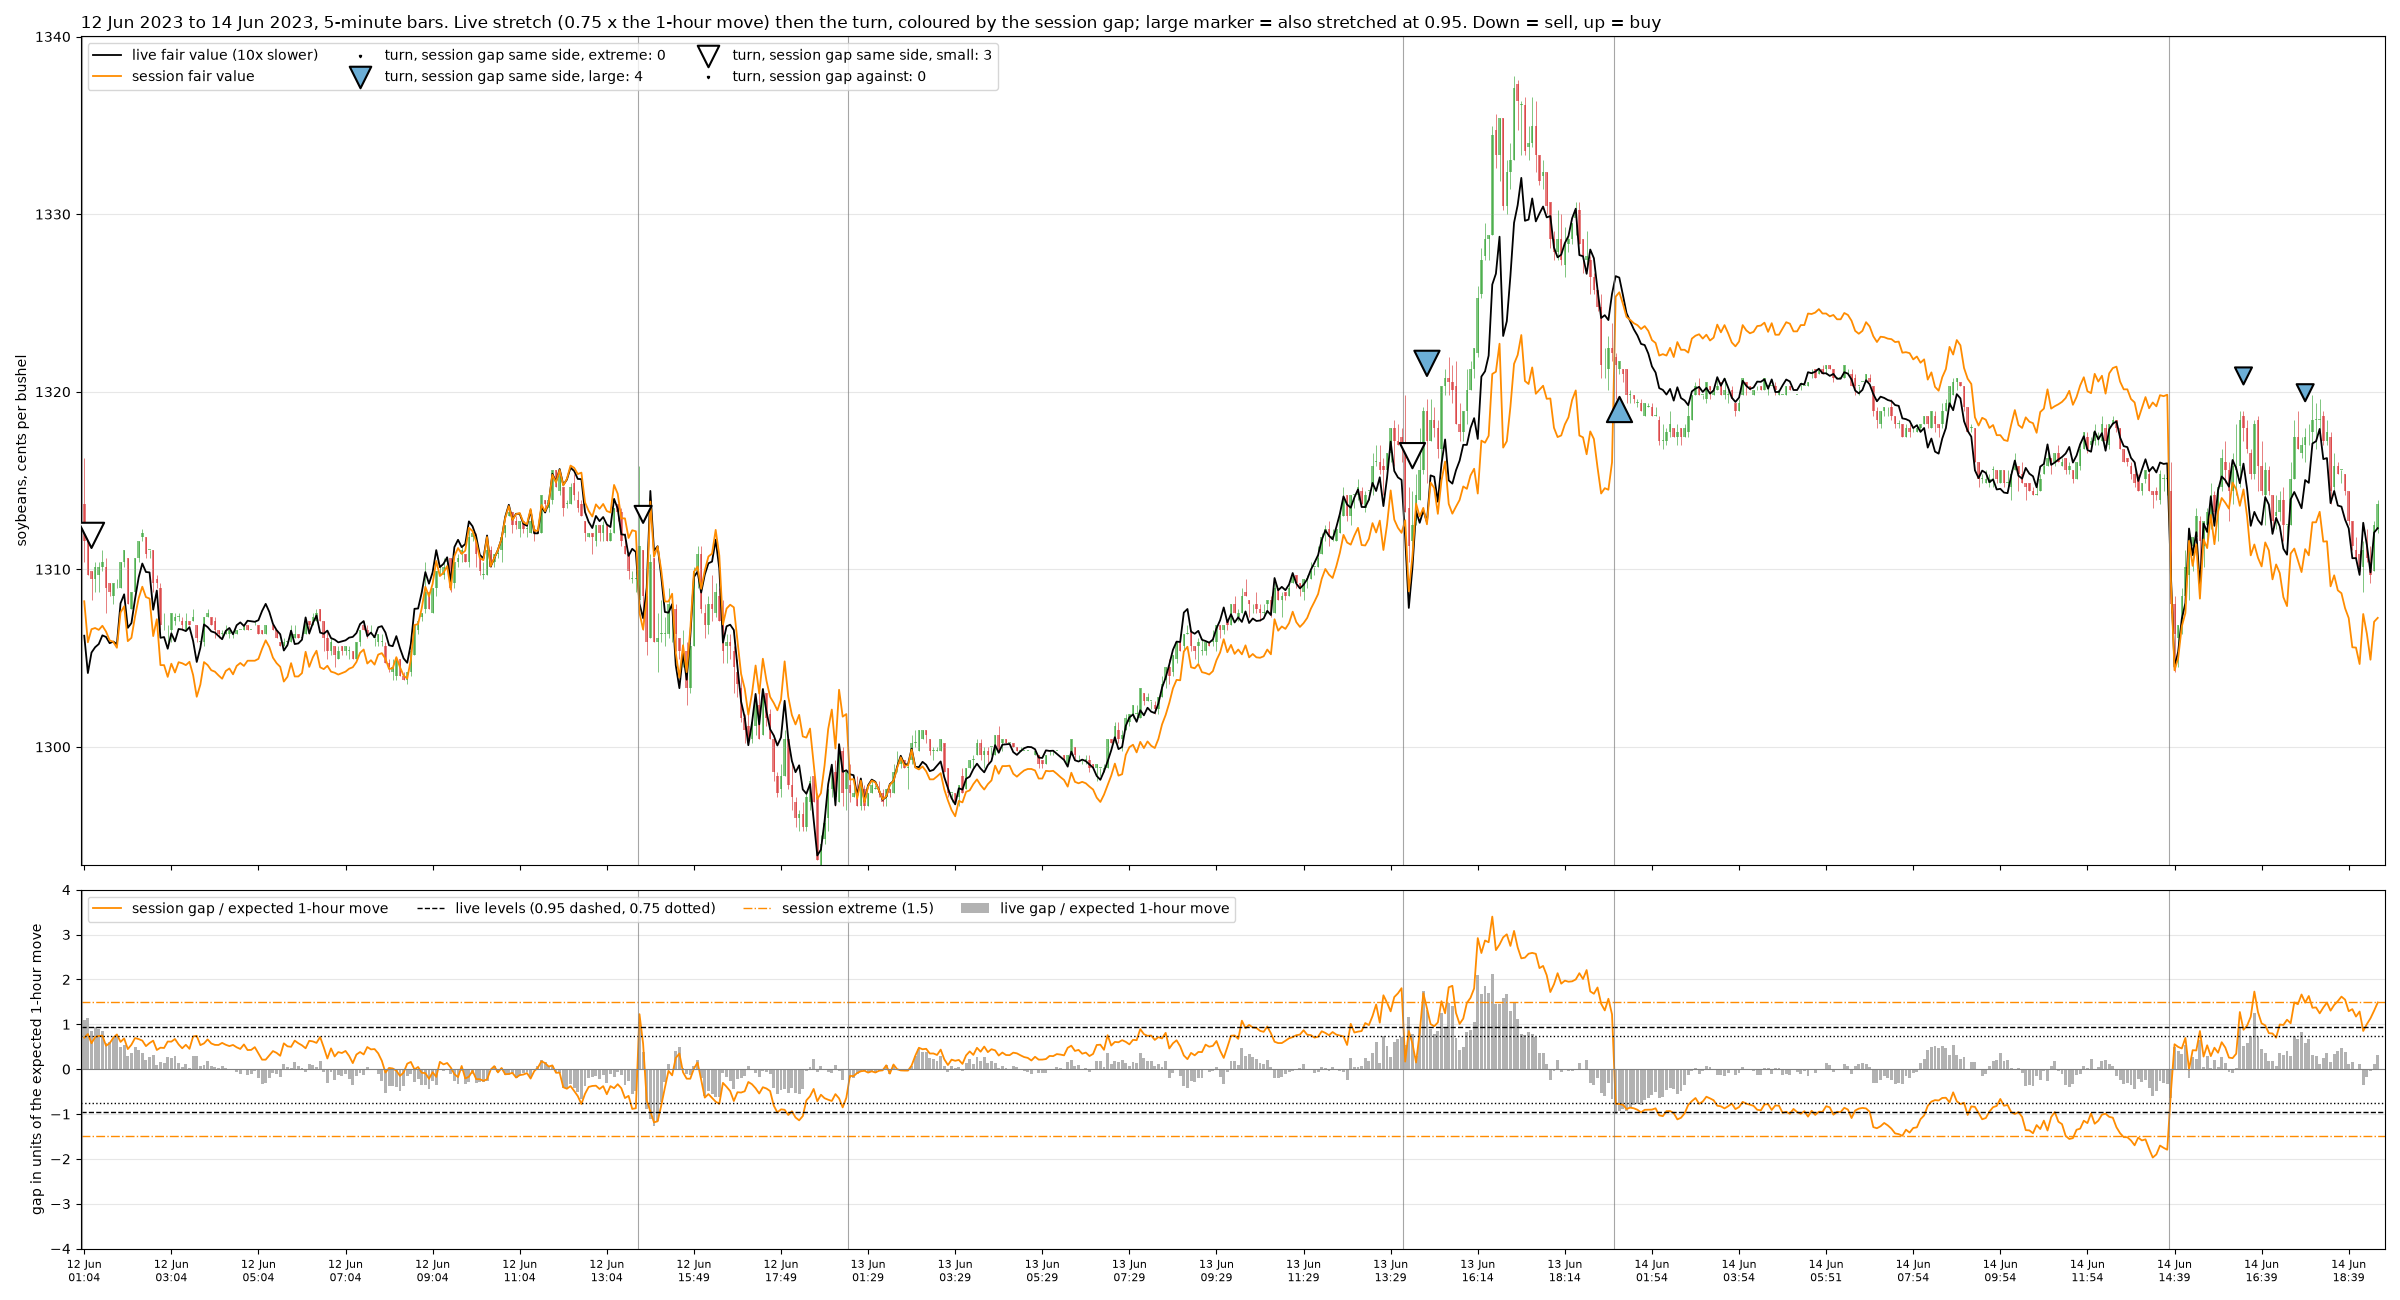 12 Jun 2023 to 14 Jun 2023, 5-minute bars. Live stretch (0.75 x the 1-hour move) then the turn, coloured by the session gap; large marker = also stretched at 0.95. Down = sell, up = buy
live fair value (10x slower)
session fair value
turn, session gap same side, extreme: 0
turn, session gap same side, large: 4
turn, session gap same side, small: 3
turn, session gap against: 0
soybeans, cents per bushel
1340
1330
1320
1310
1300
session gap / expected 1-hour move
live levels (0.95 dashed, 0.75 dotted)
session extreme (1.5)
live gap / expected 1-hour move
gap in units of the expected 1-hour move
4
3
2
1
0
−1
−2
−3
−4
12 Jun 12 Jun 12 Jun 12 Jun 12 Jun 12 Jun 12 Jun 12 Jun 12 Jun 13 Jun 13 Jun 13 Jun 13 Jun 13 Jun 13 Jun 13 Jun 13 Jun 13 Jun 14 Jun 14 Jun 14 Jun 14 Jun 14 Jun 14 Jun 14 Jun 14 Jun 14 Jun
01:04 03:04 05:04 07:04 09:04 11:04 13:04 15:49 17:49 01:29 03:29 05:29 07:29 09:29 11:29 13:29 16:14 18:14 01:54 03:54 05:51 07:54 09:54 11:54 14:39 16:39 18:39